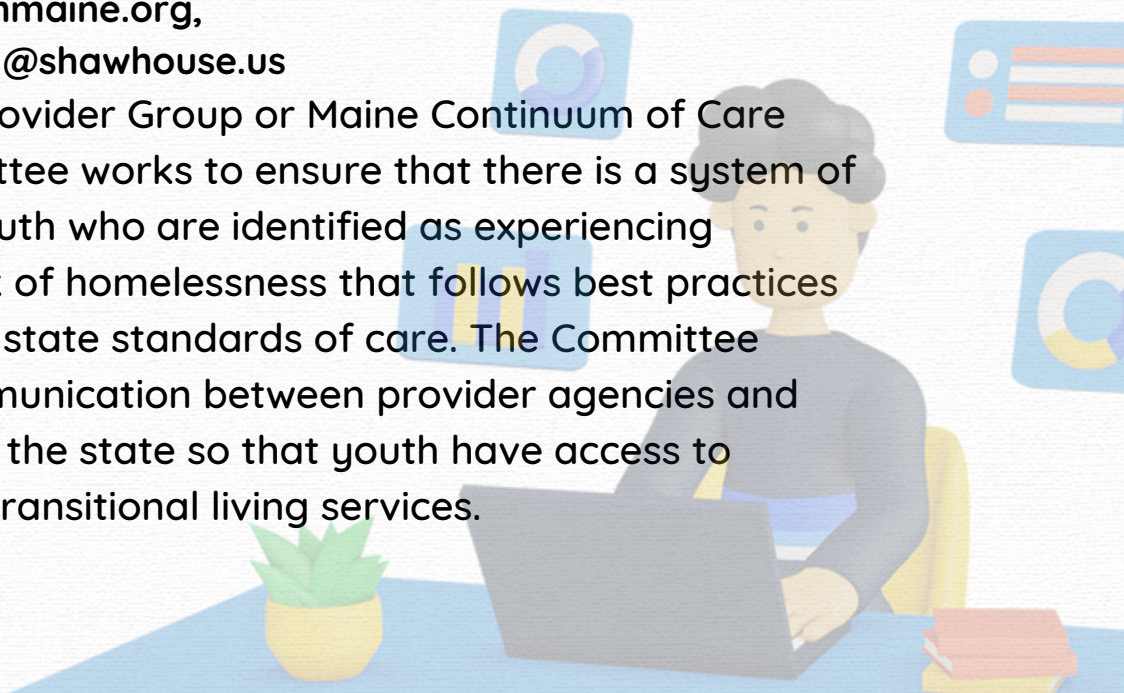 nmaine.org,
@shawhouse.us
ovider Group or Maine Continuum of Care
ttee works to ensure that there is a system of
uth who are identified as experiencing
of homelessness that follows best practices
state standards of care. The Committee
munication between provider agencies and
the state so that youth have access to
ransitional living services.